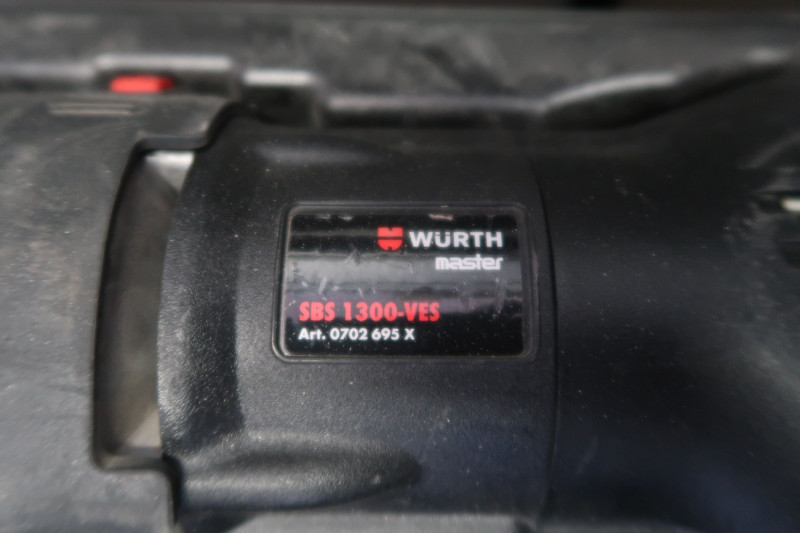 WÜRTH
master
SBS 1300-VES
Art. 0702 695 X